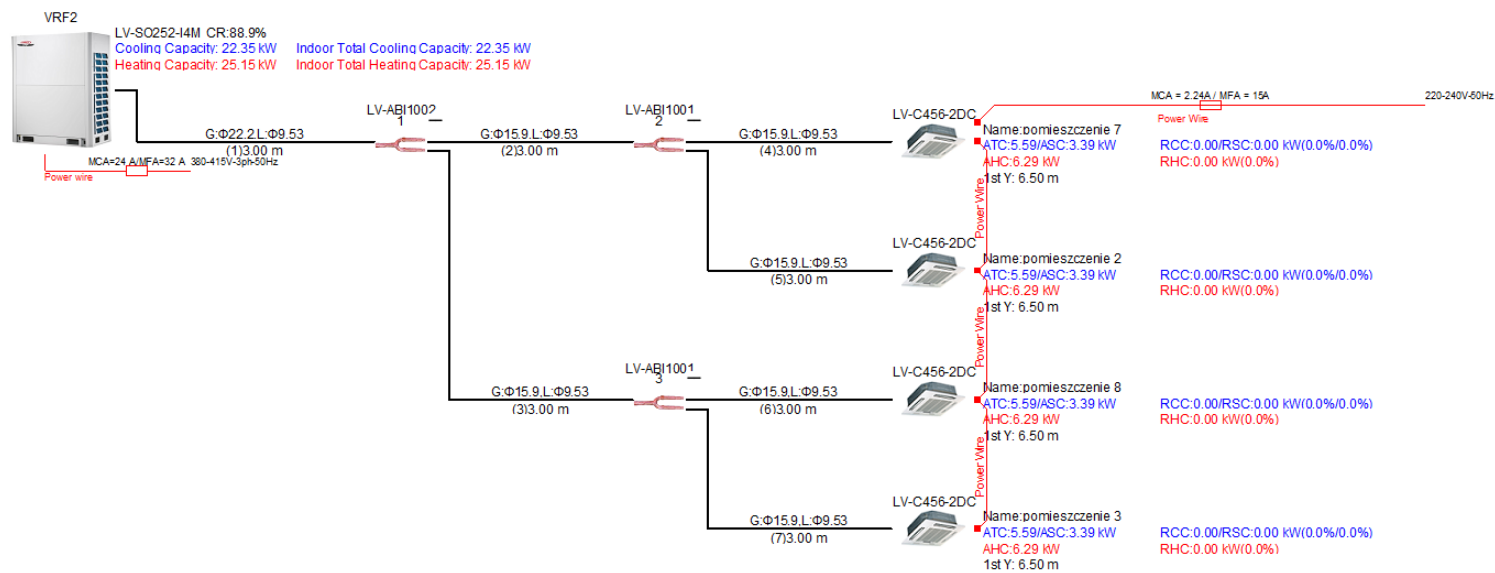 VRF2
LV-SO252-I4M CR:88.9%
Cooling Capacity: 22.35 kW Indoor Total Cooling Capacity: 22.35 kW
Heating Capacity: 25.15 kW Indoor Total Heating Capacity: 25.15 kW
MCA = 2.24A / MFA = 15A 220-240V-50Hz
Power Wire
LV-ABI1002
1
LV-ABI1001
2
LV-C456-2DC
G:Φ22.2,L:Φ9.53
(1)3.00 m
G:Φ15.9,L:Φ9.53
(2)3.00 m
G:Φ15.9,L:Φ9.53
(4)3.00 m
Name:pomieszczenie 7
ATC:5.59/ASC:3.39 kW RCC:0.00/RSC:0.00 kW(0.0%/0.0%)
AHC:6.29 kW RHC:0.00 kW(0.0%)
1st Y: 6.50 m
MCA=24 A/MFA=32 A 380-415V-3ph-50Hz
Power wire
Power Wire
LV-C456-2DC
G:Φ15.9,L:Φ9.53
(5)3.00 m
Name:pomieszczenie 2
ATC:5.59/ASC:3.39 kW RCC:0.00/RSC:0.00 kW(0.0%/0.0%)
AHC:6.29 kW RHC:0.00 kW(0.0%)
1st Y: 6.50 m
Power Wire
LV-ABI1001
3
LV-C456-2DC
G:Φ15.9,L:Φ9.53
(3)3.00 m
G:Φ15.9,L:Φ9.53
(6)3.00 m
Name:pomieszczenie 8
ATC:5.59/ASC:3.39 kW RCC:0.00/RSC:0.00 kW(0.0%/0.0%)
AHC:6.29 kW RHC:0.00 kW(0.0%)
1st Y: 6.50 m
Power Wire
LV-C456-2DC
G:Φ15.9,L:Φ9.53
(7)3.00 m
Name:pomieszczenie 3
ATC:5.59/ASC:3.39 kW RCC:0.00/RSC:0.00 kW(0.0%/0.0%)
AHC:6.29 kW RHC:0.00 kW(0.0%)
1st Y: 6.50 m